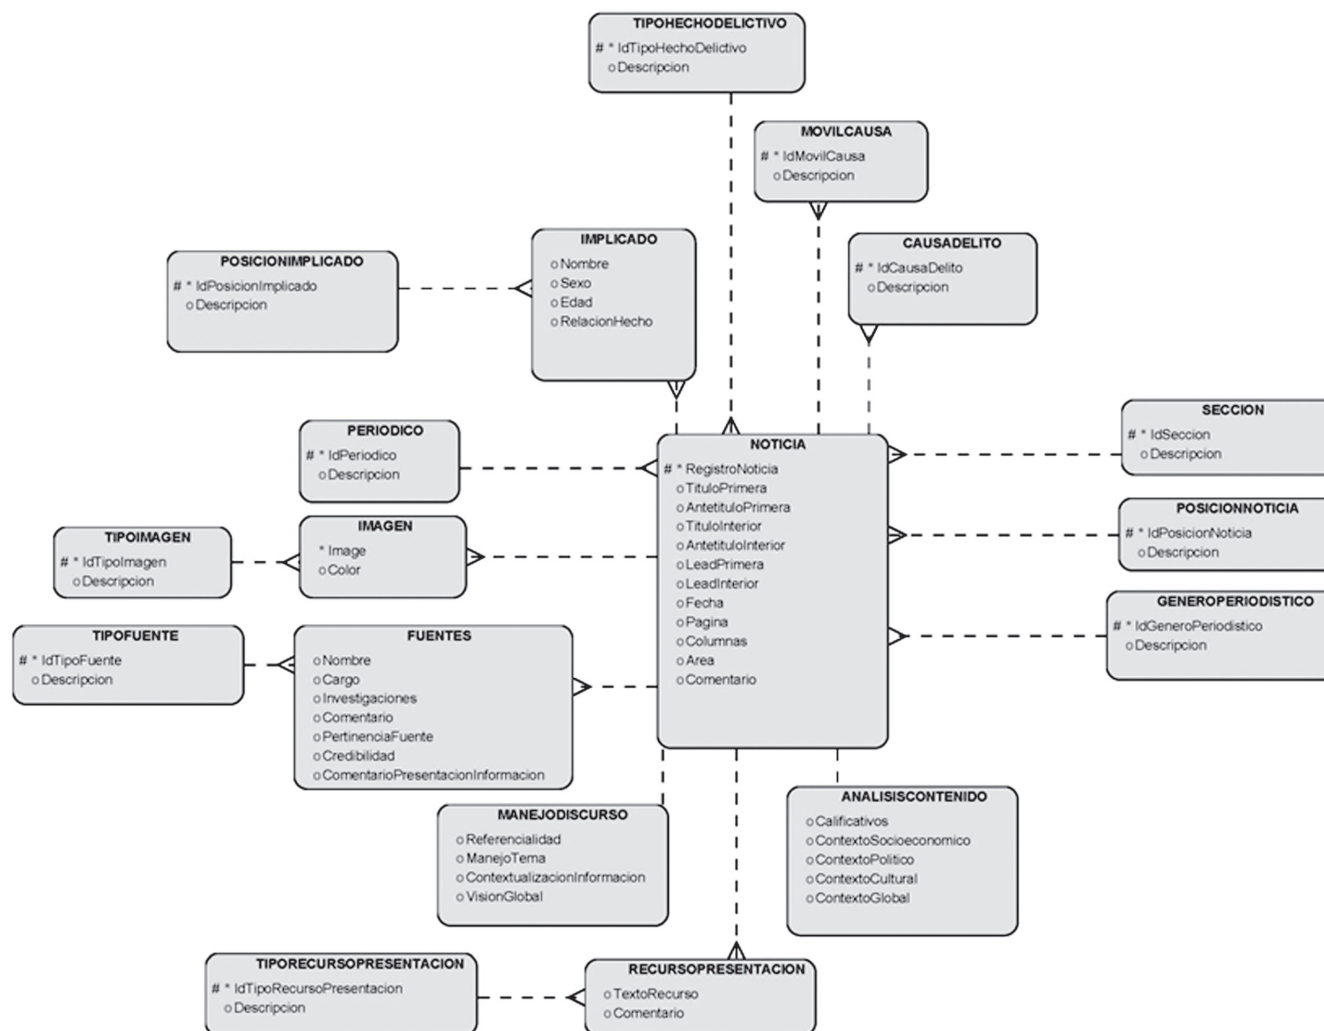 TIPOHECHODELICTIVO
# * IdTipoHechoDelictivo
o Descripcion
MOVILCAUSA
# * IdMovilCausa
o Descripcion
CAUSADELITO
# * IdCausaDelito
o Descripcion
IMPLICADO
o Nombre
o Sexo
o Edad
o RelacionHecho
POSICIONIMPLICADO
# * IdPosicionImplicado
o Descripcion
PERIODICO
# * IdPeriodico
o Descripcion
NOTICIA
# * RegistroNoticia
o TituloPrimera
o AntetituloPrimera
o TituloInterior
o AntetituloInterior
o LeadPrimera
o LeadInterior
o Fecha
o Pagina
o Columnas
o Area
o Comentario
SECCION
# * IdSeccion
o Descripcion
POSICIONNOTICIA
# * IdPosicionNoticia
o Descripcion
GENEROPERIODISTICO
# * IdGeneroPeriodistico
o Descripcion
TIPOIMAGEN
# * IdTipoImagen
o Descripcion
IMAGEN
* Image
o Color
TIPOFUENTE
# * IdTipoFuente
o Descripcion
FUENTES
o Nombre
o Cargo
o Investigaciones
o Comentario
o PertinenciaFuente
o Credibilidad
o ComentarioPresentacionInformacion
MANEJODISCURSO
o Referencialidad
o ManejoTema
o ContextualizacionInformacion
o VisionGlobal
ANALISISCONTENIDO
o Calificativos
o ContextoSocioeconomico
o ContextoPolitico
o ContextoCultural
o ContextoGlobal
TIPORECURSOPRESENTACION
# * IdTipoRecursoPresentacion
o Descripcion
RECURSOPRESENTACION
o TextoRecurso
o Comentario